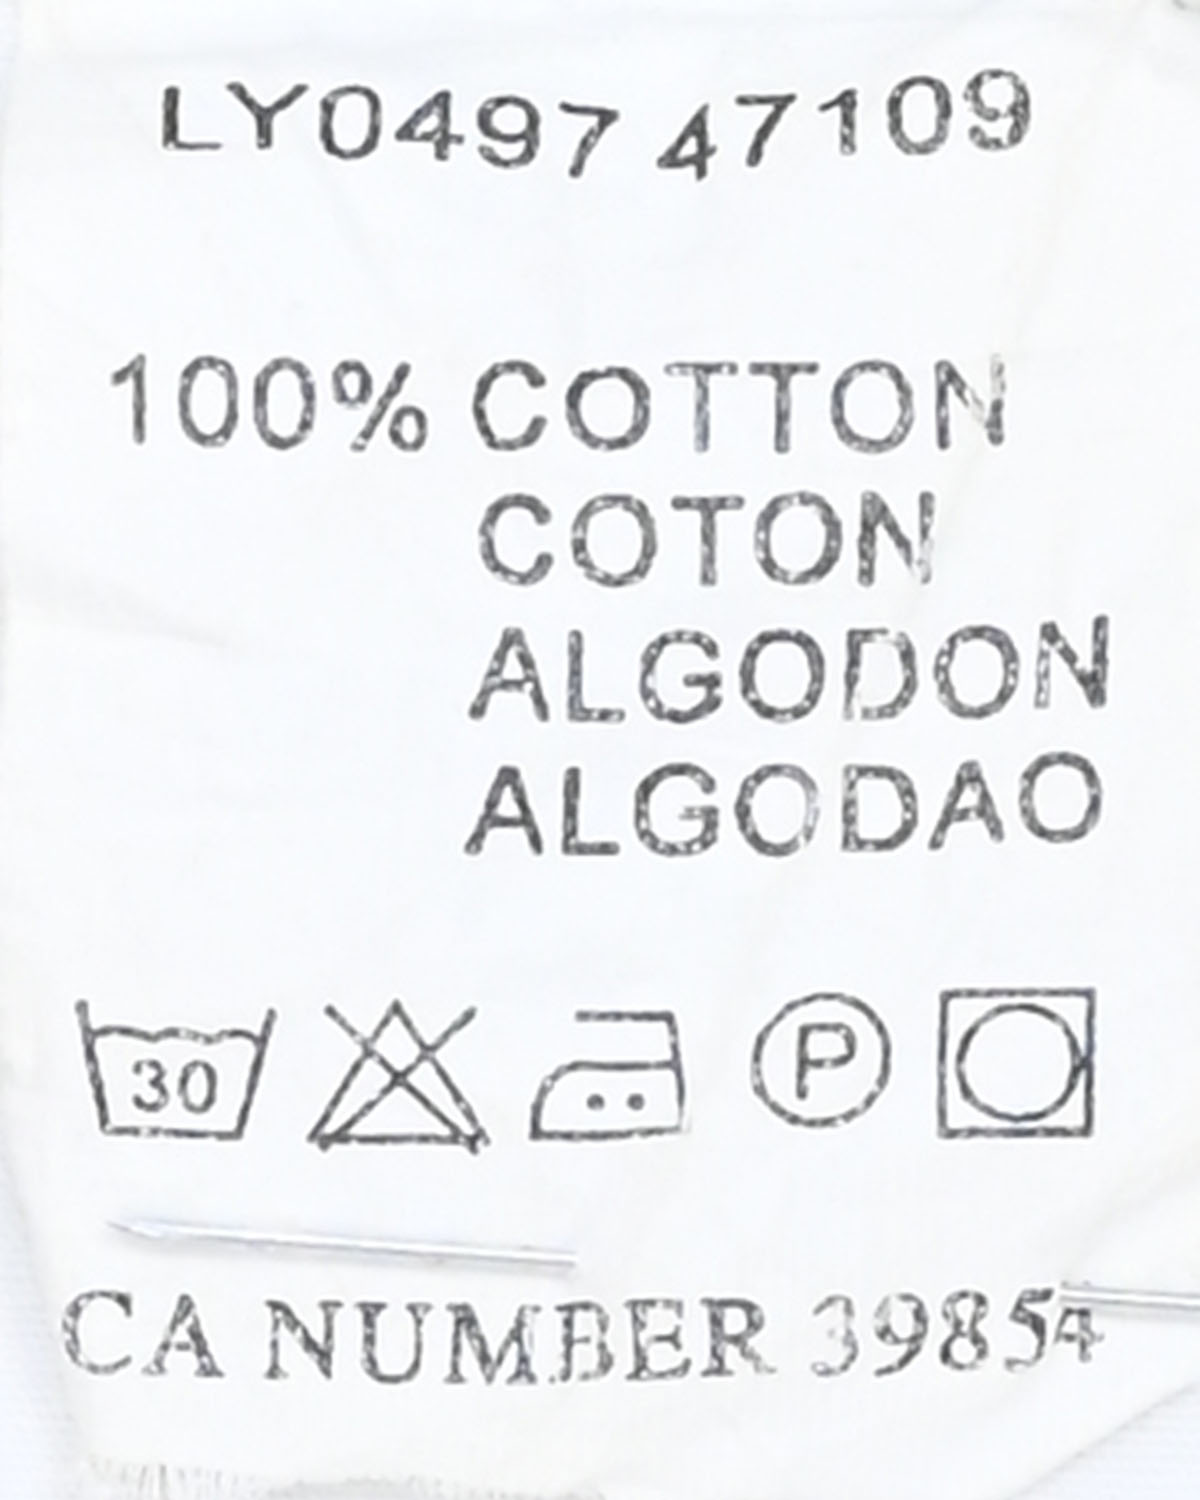 LY0497 47109
100% COTTON
COTON
ALGODON
ALGODAO
30 P
CA NUMBER 39854